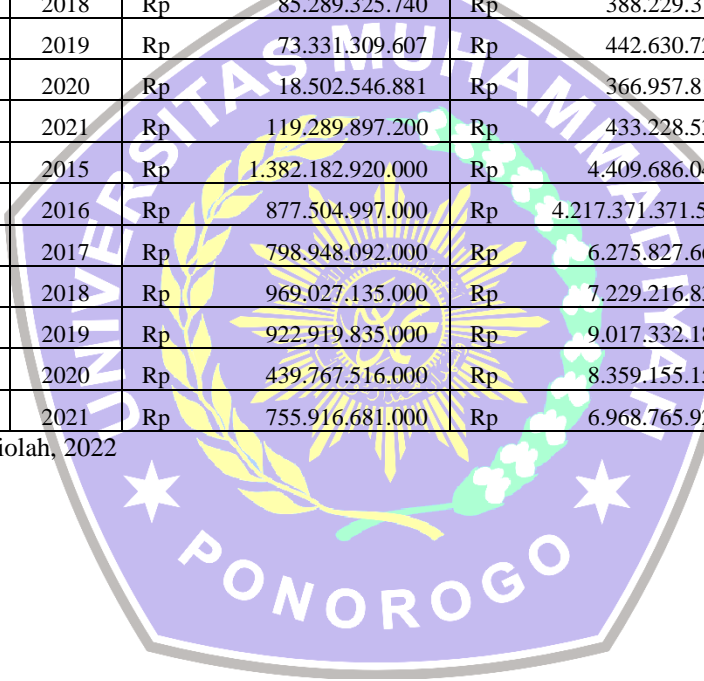 2018 Rp 85.289.325.740 Rp 388.229.3
2019 Rp 73.331.309.607 Rp 442.630.7
2020 Rp 18.502.546.881 Rp 366.957.8
2021 Rp 119.289.897.200 Rp 433.228.5
2015 Rp 1.382.182.920.000 Rp 4.409.686.0
2016 Rp 877.504.997.000 Rp 4.217.371.371.5
2017 Rp 798.948.092.000 Rp 6.275.827.6
2018 Rp 969.027.135.000 Rp 7.229.216.8
2019 Rp 922.919.835.000 Rp 9.017.332.1
2020 Rp 439.767.516.000 Rp 8.359.155.1
2021 Rp 755.916.681.000 Rp 6.968.765.9
iolah, 2022
UNIVERSITAS MUHAMMADIYAH
PONOROGO